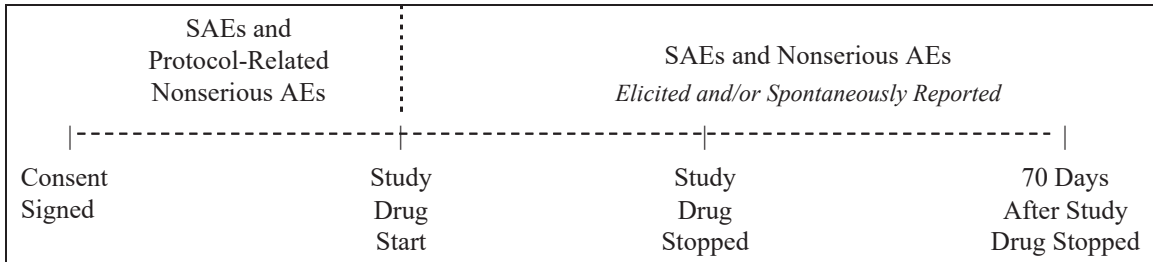 SAEs and
Protocol-Related
Nonserious AEs
SAEs and Nonserious AEs
Elicited and/or Spontaneously Reported
Consent
Signed
Study
Drug
Start
Study
Drug
Stopped
70 Days
After Study
Drug Stopped